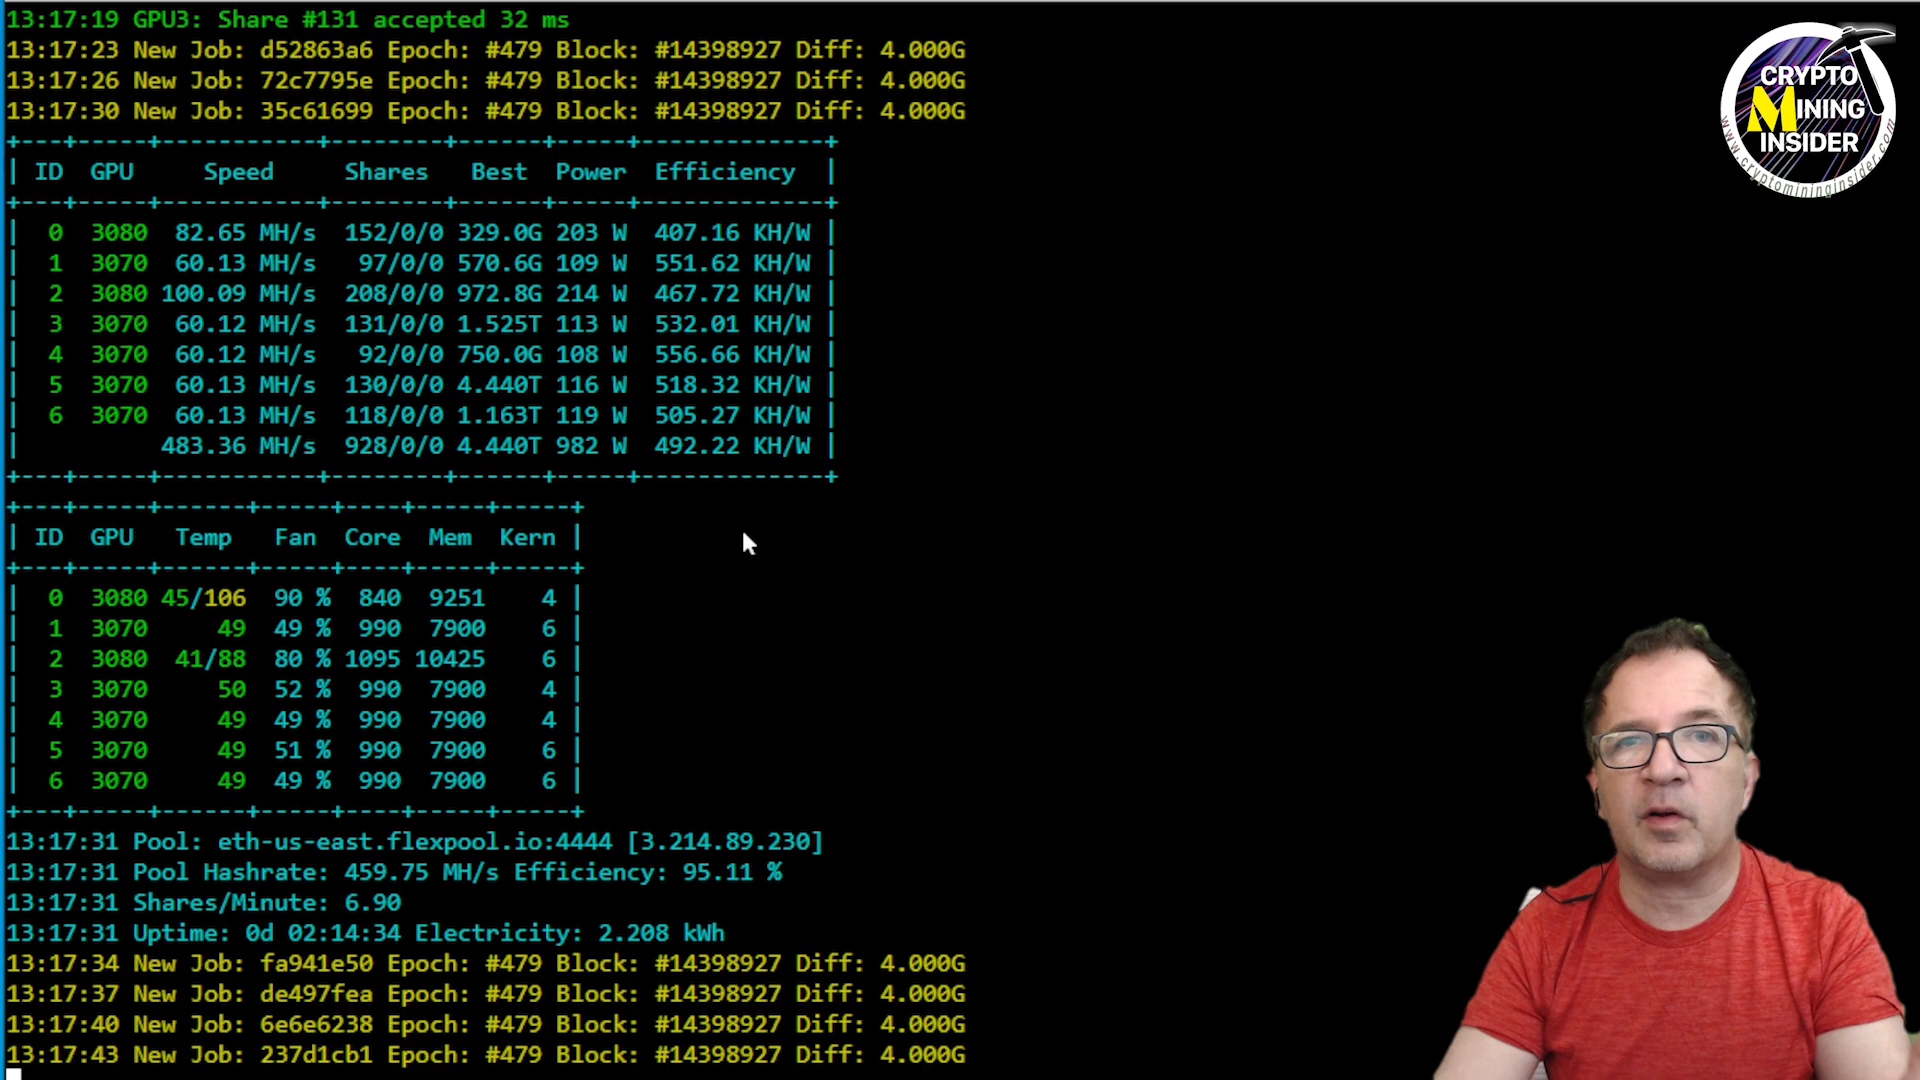 13:17:19 GPU3: Share #131 accepted 32 ms
13:17:23 New Job: d52863a6 Epoch: #479 Block: #14398927 Diff: 4.000G
13:17:26 New Job: 72c7795e Epoch: #479 Block: #14398927 Diff: 4.000G
13:17:30 New Job: 35c61699 Epoch: #479 Block: #14398927 Diff: 4.000G
ID GPU Speed Shares Best Power Efficiency
0 3080 82.65 MH/s 152/0/0 329.0G 203 W 407.16 KH/W
1 3070 60.13 MH/s 97/0/0 570.6G 109 W 551.62 KH/W
2 3080 100.09 MH/s 208/0/0 972.8G 214 W 467.72 KH/W
3 3070 60.12 MH/s 131/0/0 1.525T 113 W 532.01 KH/W
4 3070 60.12 MH/s 92/0/0 750.0G 108 W 556.66 KH/W
5 3070 60.13 MH/s 130/0/0 4.440T 116 W 518.32 KH/W
6 3070 60.13 MH/s 118/0/0 1.163T 119 W 505.27 KH/W
483.36 MH/s 928/0/0 4.440T 982 W 492.22 KH/W
ID GPU Temp Fan Core Mem Kern
0 3080 45/106 90 % 840 9251 4
1 3070 49 49 % 990 7900 6
2 3080 41/88 80 % 1095 10425 6
3 3070 50 52 % 990 7900 4
4 3070 49 49 % 990 7900 4
5 3070 49 51 % 990 7900 6
6 3070 49 49 % 990 7900 6
13:17:31 Pool: eth-us-east.flexpool.io:4444 [3.214.89.230]
13:17:31 Pool Hashrate: 459.75 MH/s Efficiency: 95.11 %
13:17:31 Shares/Minute: 6.90
13:17:31 Uptime: 0d 02:14:34 Electricity: 2.208 kWh
13:17:34 New Job: fa941e50 Epoch: #479 Block: #14398927 Diff: 4.000G
13:17:37 New Job: de497fea Epoch: #479 Block: #14398927 Diff: 4.000G
13:17:40 New Job: 6e6e6238 Epoch: #479 Block: #14398927 Diff: 4.000G
13:17:43 New Job: 237d1cb1 Epoch: #479 Block: #14398927 Diff: 4.000G
CRYPTO
MINING
INSIDER
www.cryptomininginsider.com